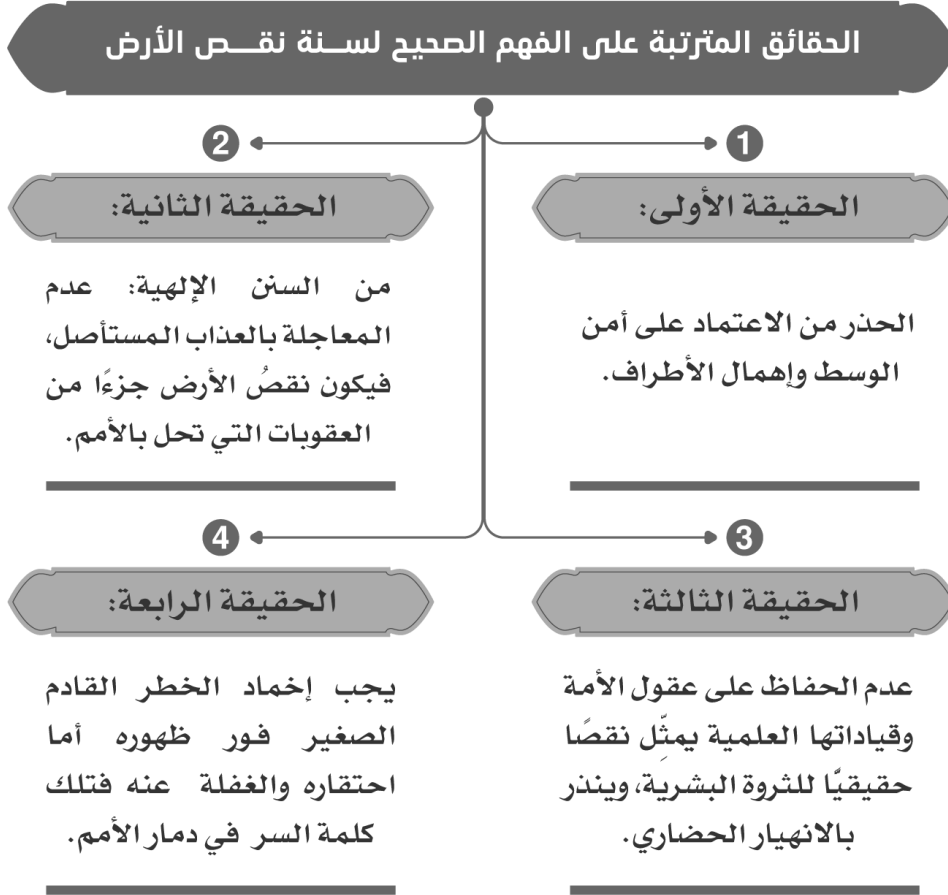 الحقائق المترتبة على الفهم الصحيح لســنة نقــص الأرض
1
الحقيقة الأولى:
الحذر من الاعتماد على أمن
الوسط وإهمال الأطراف.
2
الحقيقة الثانية:
من السنن الإلهية: عدم
المعاجلة بالعذاب المستأصل،
فيكون نقصُ الأرض جزءًا من
العقوبات التي تحل بالأمم.
3
الحقيقة الثالثة:
عدم الحفاظ على عقول الأمة
وقياداتها العلمية يمثّل نقصًا
حقيقيًّا للثروة البشرية، وينذر
بالانهيار الحضاري.
4
الحقيقة الرابعة:
يجب إخماد الخطر القادم
الصغير فور ظهوره أما
احتقاره والغفلة عنه فتلك
كلمة السر في دمار الأمم.